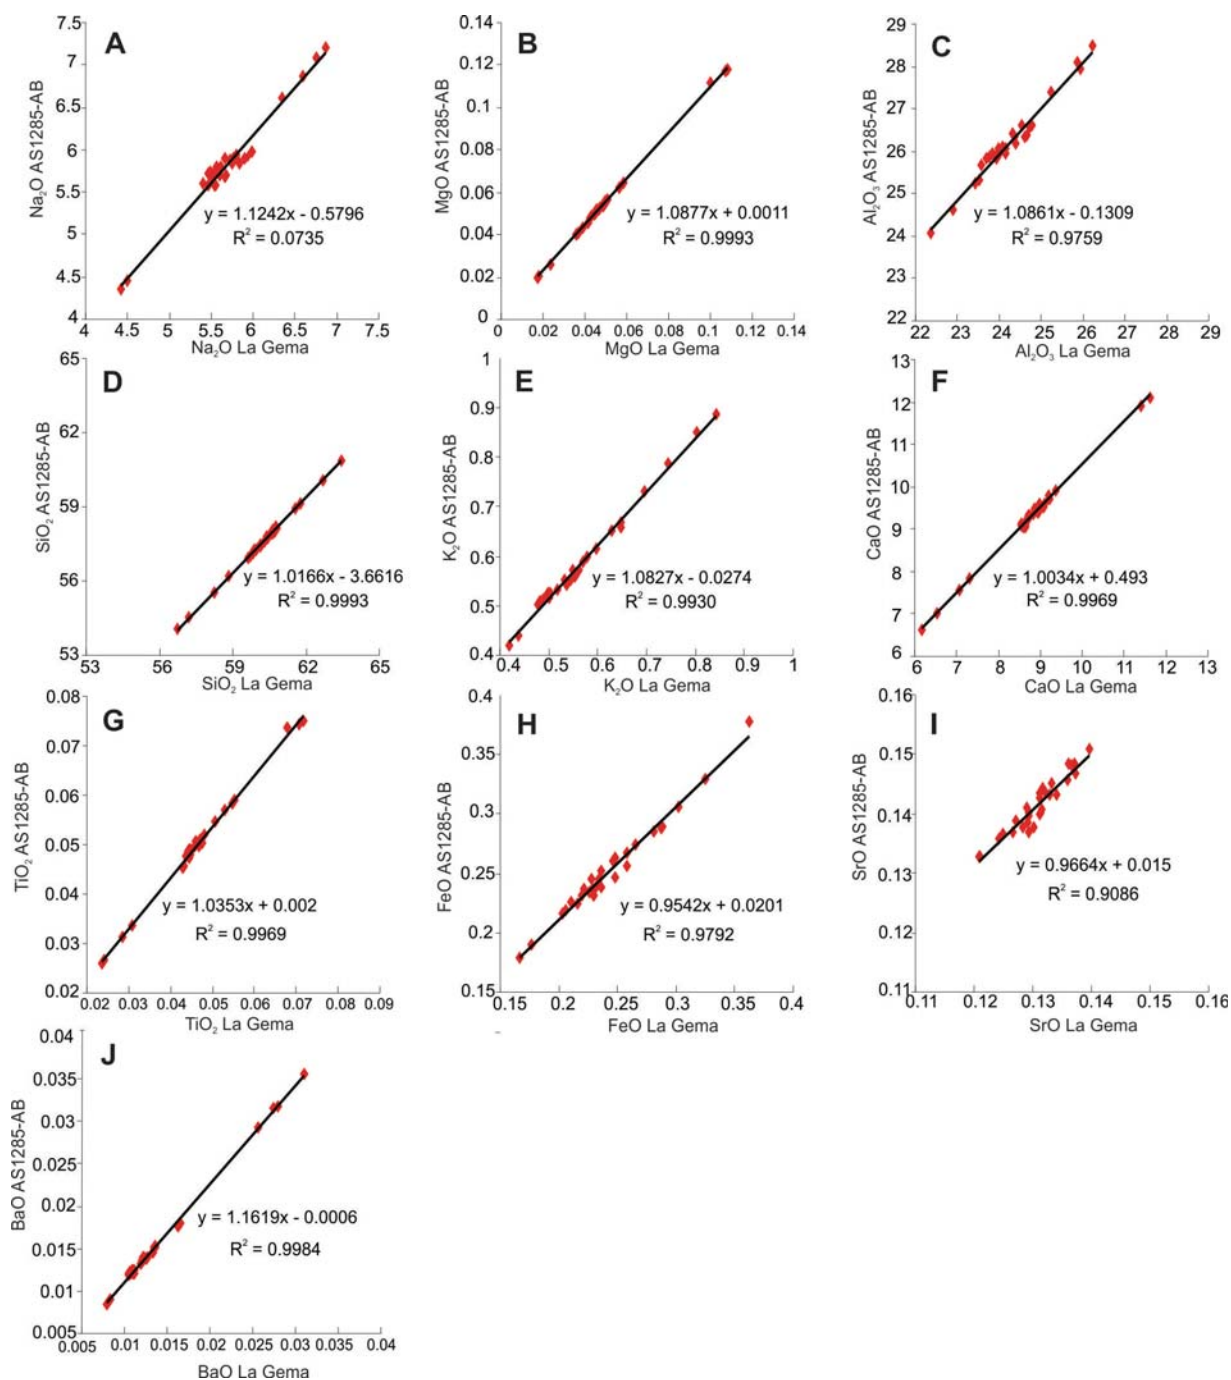 A
7.5
7
6.5
6
5.5
5
4.5
4
Na₂O AS1285-AB
y = 1.1242x - 0.5796
R² = 0.0735
4 4.5 5 5.5 6 6.5 7 7.5
Na₂O La Gema
B
0.14
0.12
0.1
0.08
0.06
0.04
0.02
0
MgO AS1285-AB
y = 1.0877x + 0.0011
R² = 0.9993
0 0.02 0.04 0.06 0.08 0.1 0.12 0.14
MgO La Gema
C
29
28
27
26
25
24
23
22
Al₂O₃ AS1285-AB
y = 1.0861x - 0.1309
R² = 0.9759
22 23 24 25 26 27 28 29
Al₂O₃ La Gema
D
65
62
59
56
53
SiO₂ AS1285-AB
y = 1.0166x - 3.6616
R² = 0.9993
53 56 59 62 65
SiO₂ La Gema
E
1
0.9
0.8
0.7
0.6
0.5
0.4
K₂O AS1285-AB
y = 1.0827x - 0.0274
R² = 0.9930
0.4 0.5 0.6 0.7 0.8 0.9 1
K₂O La Gema
F
13
12
11
10
9
8
7
6
CaO AS1285-AB
y = 1.0034x + 0.493
R² = 0.9969
6 7 8 9 10 11 12 13
CaO La Gema
G
0.08
0.07
0.06
0.05
0.04
0.03
0.02
TiO₂ AS1285-AB
y = 1.0353x + 0.002
R² = 0.9969
0.02 0.03 0.04 0.05 0.06 0.07 0.08 0.09
TiO₂ La Gema
H
0.4
0.35
0.3
0.25
0.2
0.15
FeO AS1285-AB
y = 0.9542x + 0.0201
R² = 0.9792
0.15 0.2 0.25 0.3 0.35 0.4
FeO La Gema
I
0.16
0.15
0.14
0.13
0.12
0.11
SrO AS1285-AB
y = 0.9664x + 0.015
R² = 0.9086
0.11 0.12 0.13 0.14 0.15 0.16
SrO La Gema
J
0.04
0.035
0.03
0.025
0.02
0.015
0.01
0.005
BaO AS1285-AB
y = 1.1619x - 0.0006
R² = 0.9984
0.005 0.01 0.015 0.02 0.025 0.03 0.035 0.04
BaO La Gema